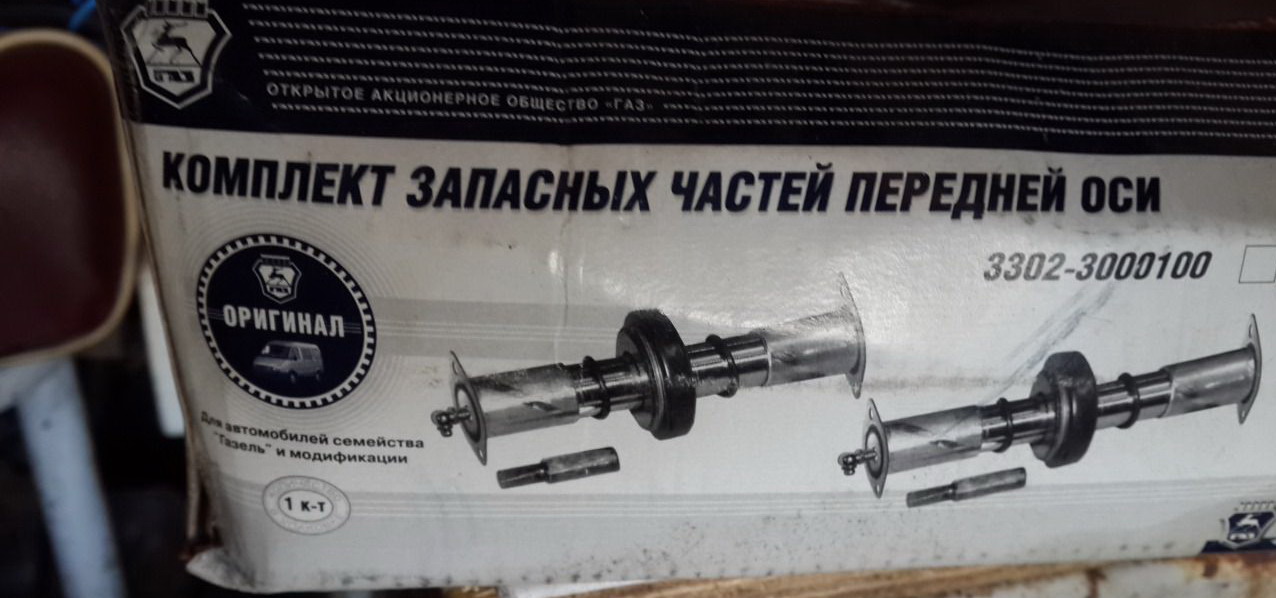 ОТКРЫТОЕ АКЦИОНЕРНОЕ ОБЩЕСТВО «ГАЗ»
КОМПЛЕКТ ЗАПАСНЫХ ЧАСТЕЙ ПЕРЕДНЕЙ ОСИ
3302-3000100
ОРИГИНАЛ
Для автомобилей семейства
"Газель" и модификации
1 к-т